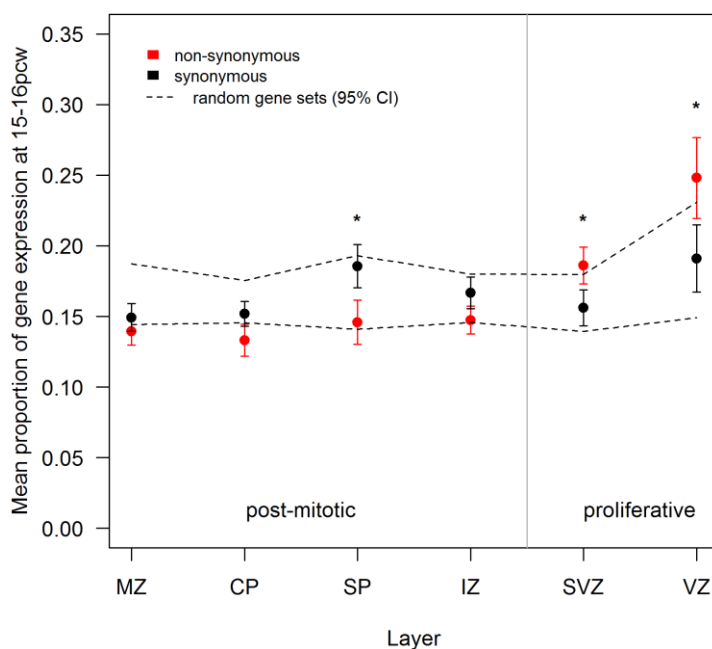 Mean proportion of gene expression at 15-16pcw
0.35
0.30
0.25
0.20
0.15
0.10
0.05
0.00
non-synonymous
synonymous
random gene sets (95% CI)
*
*
*
post-mitotic
proliferative
MZ
CP
SP
IZ
SVZ
VZ
Layer